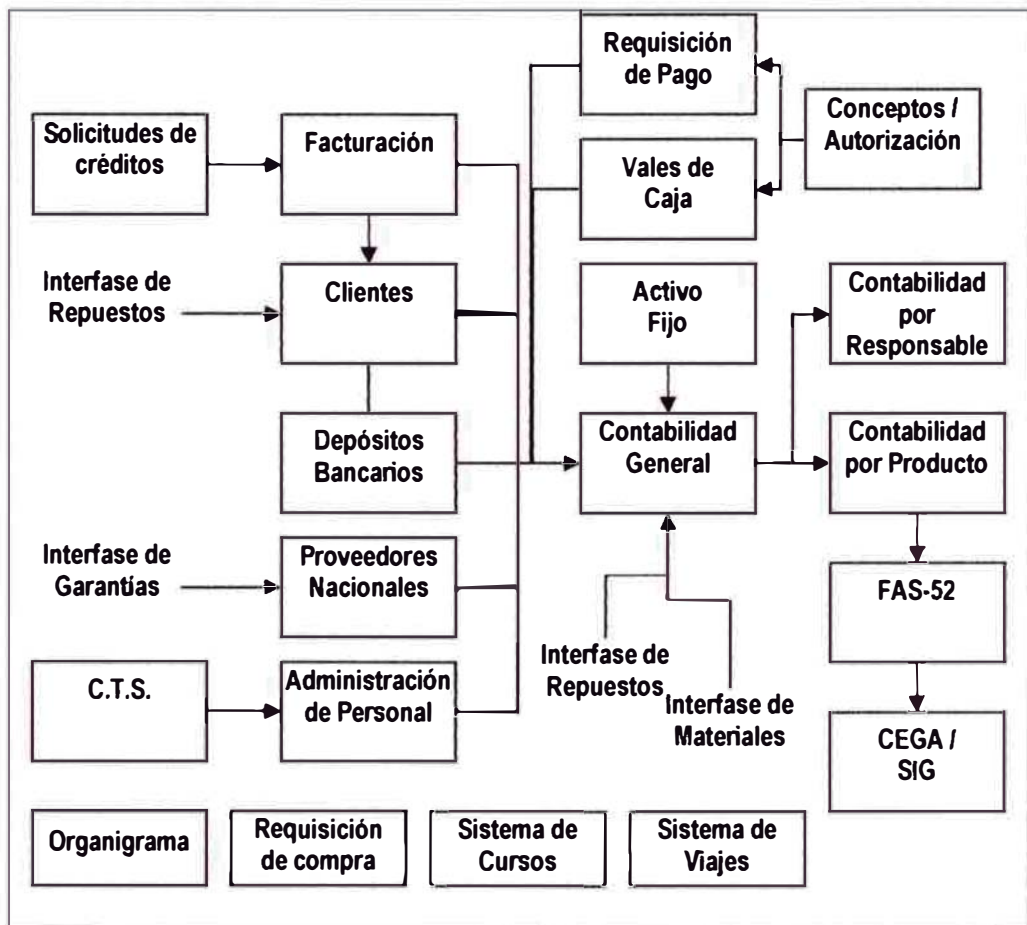 Requisición
de Pago
Conceptos /
Autorización
Solicitudes de
créditos
Facturación
Vales de
Caja
Interfase de
Repuestos
Clientes
Activo
Fijo
Contabilidad
por
Responsable
Depósitos
Bancarios
Contabilidad
General
Contabilidad
por Producto
Interfase de
Garantías
Proveedores
Nacionales
FAS-52
C.T.S.
Administración
de Personal
Interfase de
Repuestos
Interfase de
Materiales
CEGA /
SIG
Organigrama
Requisición
de compra
Sistema de
Cursos
Sistema de
Viajes